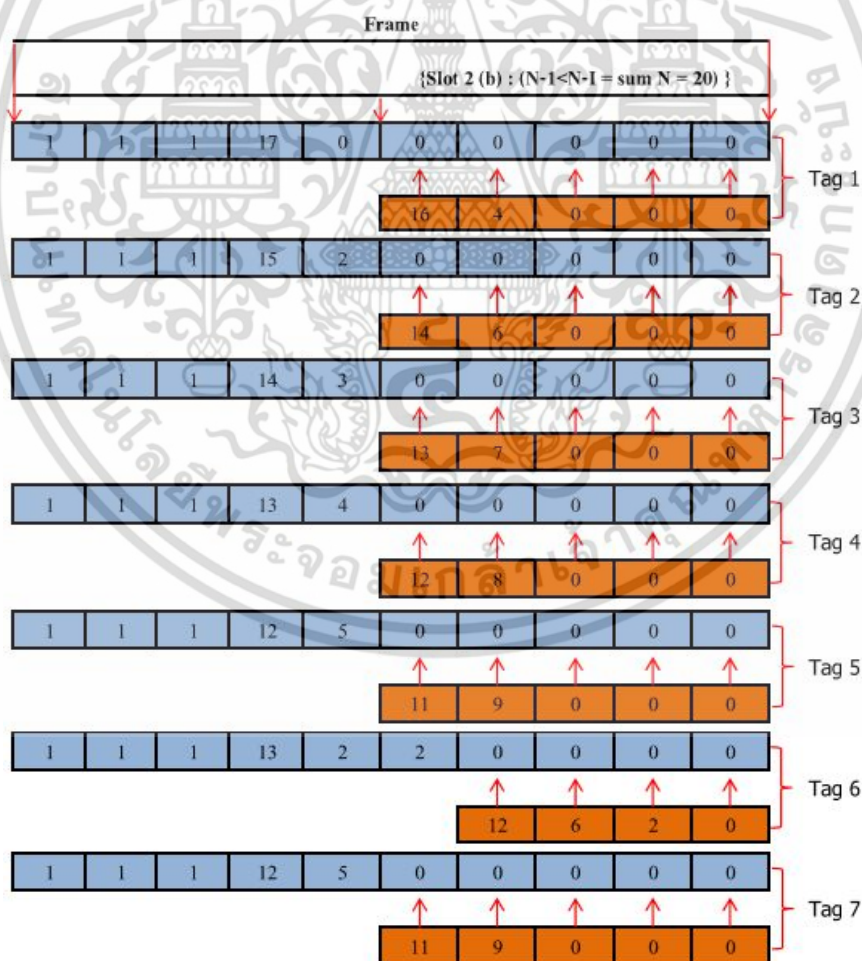 Frame
{Slot 2 (b) : (N-1<N-I = sum N = 20) }
1 1 1 17 0 0 0 0 0 0
Tag 1
16 4 0 0 0
1 1 1 15 2 0 0 0 0 0
Tag 2
14 6 0 0 0
1 1 1 14 3 0 0 0 0 0
Tag 3
13 7 0 0 0
1 1 1 13 4 0 0 0 0 0
Tag 4
12 8 0 0 0
1 1 1 12 5 0 0 0 0 0
Tag 5
11 9 0 0 0
1 1 1 13 2 2 0 0 0 0
Tag 6
12 6 2 0
1 1 1 12 5 0 0 0 0 0
Tag 7
11 9 0 0 0